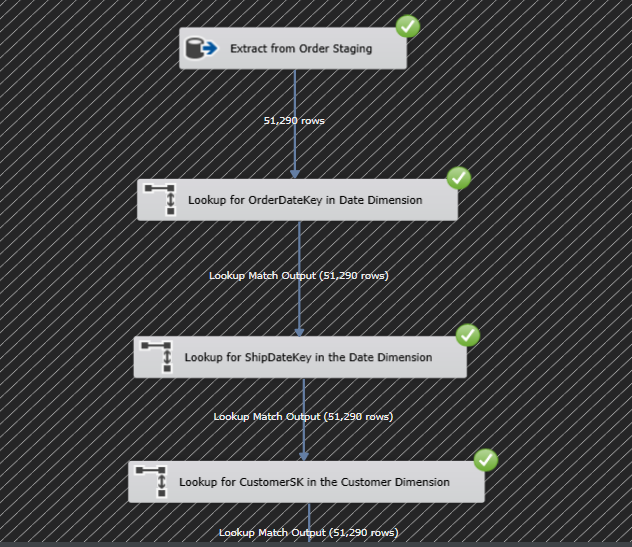 Extract from Order Staging
51,290 rows
Lookup for OrderDateKey in Date Dimension
Lookup Match Output (51,290 rows)
Lookup for ShipDateKey in the Date Dimension
Lookup Match Output (51,290 rows)
Lookup for CustomerSK in the Customer Dimension
Lookup Match Output (51,290 rows)